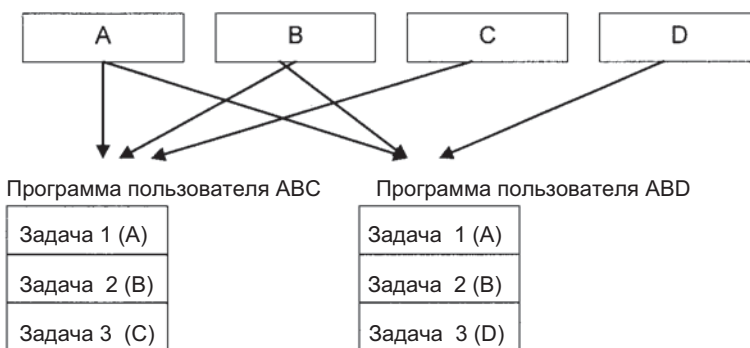 A B C D
Программа пользователя ABC Программа пользователя ABD
Задача 1 (A) Задача 1 (A)
Задача 2 (B) Задача 2 (B)
Задача 3 (C) Задача 3 (D)